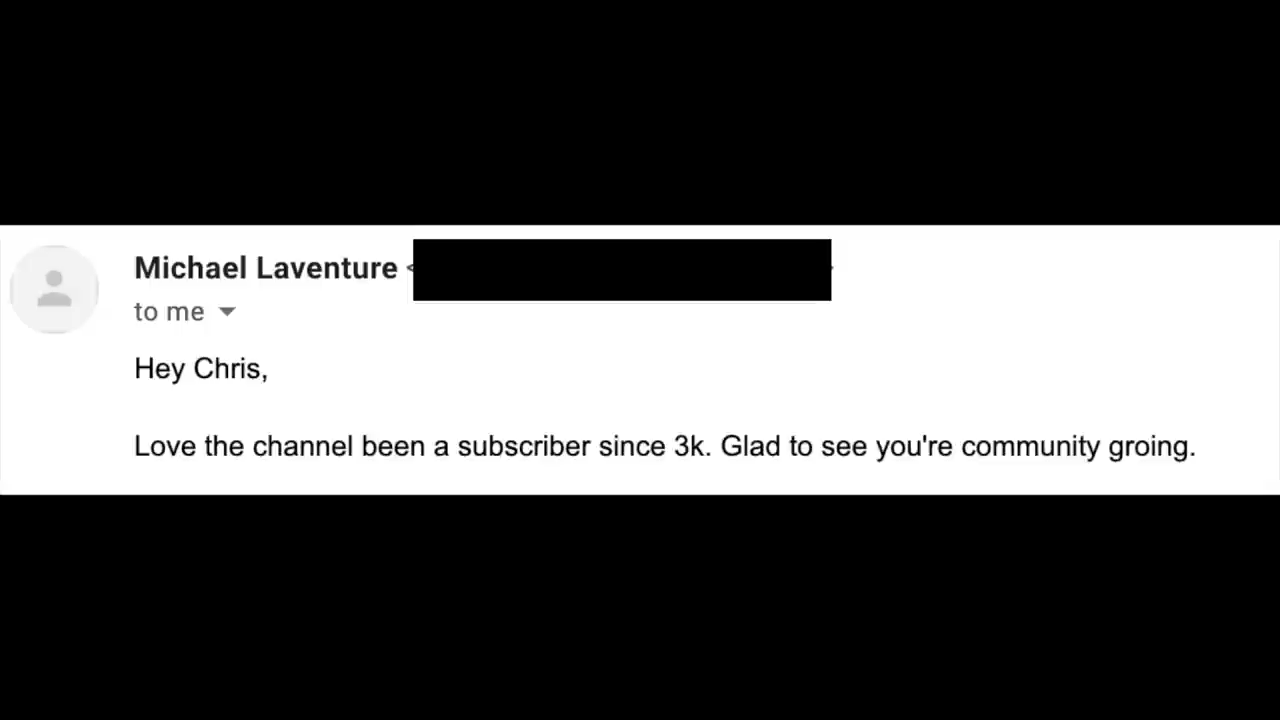 Michael Laventure <
to me
Hey Chris,
Love the channel been a subscriber since 3k. Glad to see you're community groing.